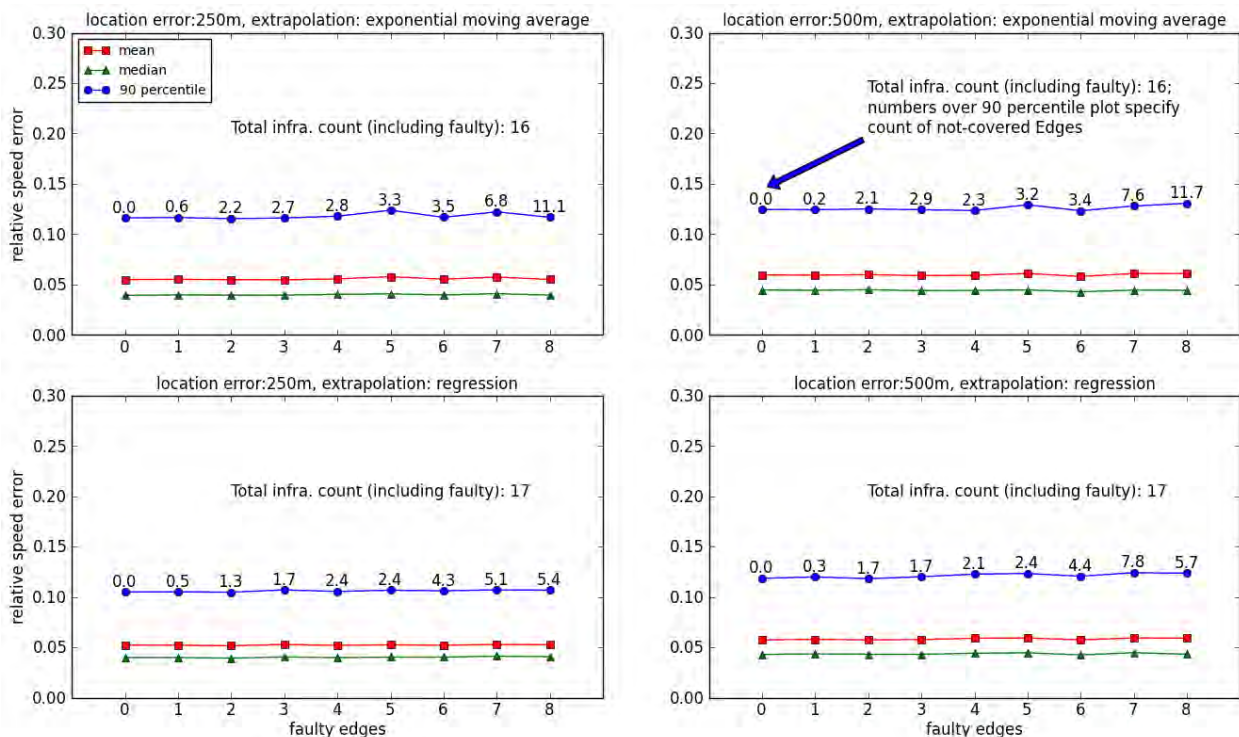 location error:250m, extrapolation: exponential moving average
0.30
0.25
0.20
0.15
0.10
0.05
0.00
relative speed error
mean
median
90 percentile
Total infra. count (including faulty): 16
0.0 0.6 2.2 2.7 2.8 3.3 3.5 6.8 11.1
0 1 2 3 4 5 6 7 8
location error:500m, extrapolation: exponential moving average
0.30
0.25
0.20
0.15
0.10
0.05
0.00
Total infra. count (including faulty): 16;
numbers over 90 percentile plot specify
count of not-covered Edges
0.0 0.2 2.1 2.9 2.3 3.2 3.4 7.6 11.7
0 1 2 3 4 5 6 7 8
location error:250m, extrapolation: regression
0.30
0.25
0.20
0.15
0.10
0.05
0.00
relative speed error
Total infra. count (including faulty): 17
0.0 0.5 1.3 1.7 2.4 2.4 4.3 5.1 5.4
0 1 2 3 4 5 6 7 8
faulty edges
location error:500m, extrapolation: regression
0.30
0.25
0.20
0.15
0.10
0.05
0.00
Total infra. count (including faulty): 17
0.0 0.3 1.7 1.7 2.1 2.4 4.4 7.8 5.7
0 1 2 3 4 5 6 7 8
faulty edges